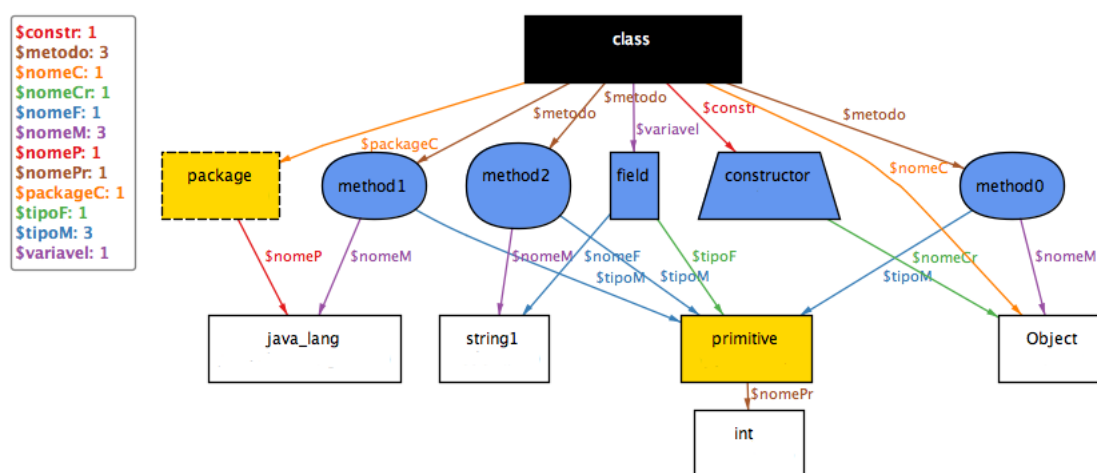 $constr: 1
$metodo: 3
$nomeC: 1
$nomeCr: 1
$nomeF: 1
$nomeM: 3
$nomeP: 1
$nomePr: 1
$packageC: 1
$tipoF: 1
$tipoM: 3
$variavel: 1
class
$metodo
$metodo
$constr
$metodo
$variavel
$packageC
$nomeC
package
method1
method2
field
constructor
method0
$nomeP
$nomeM
$nomeM
$nomeF
$tipoM
$tipoM
$tipoF
$nomeCr
$tipoM
$nomeM
java_lang
string1
primitive
Object
$nomePr
int